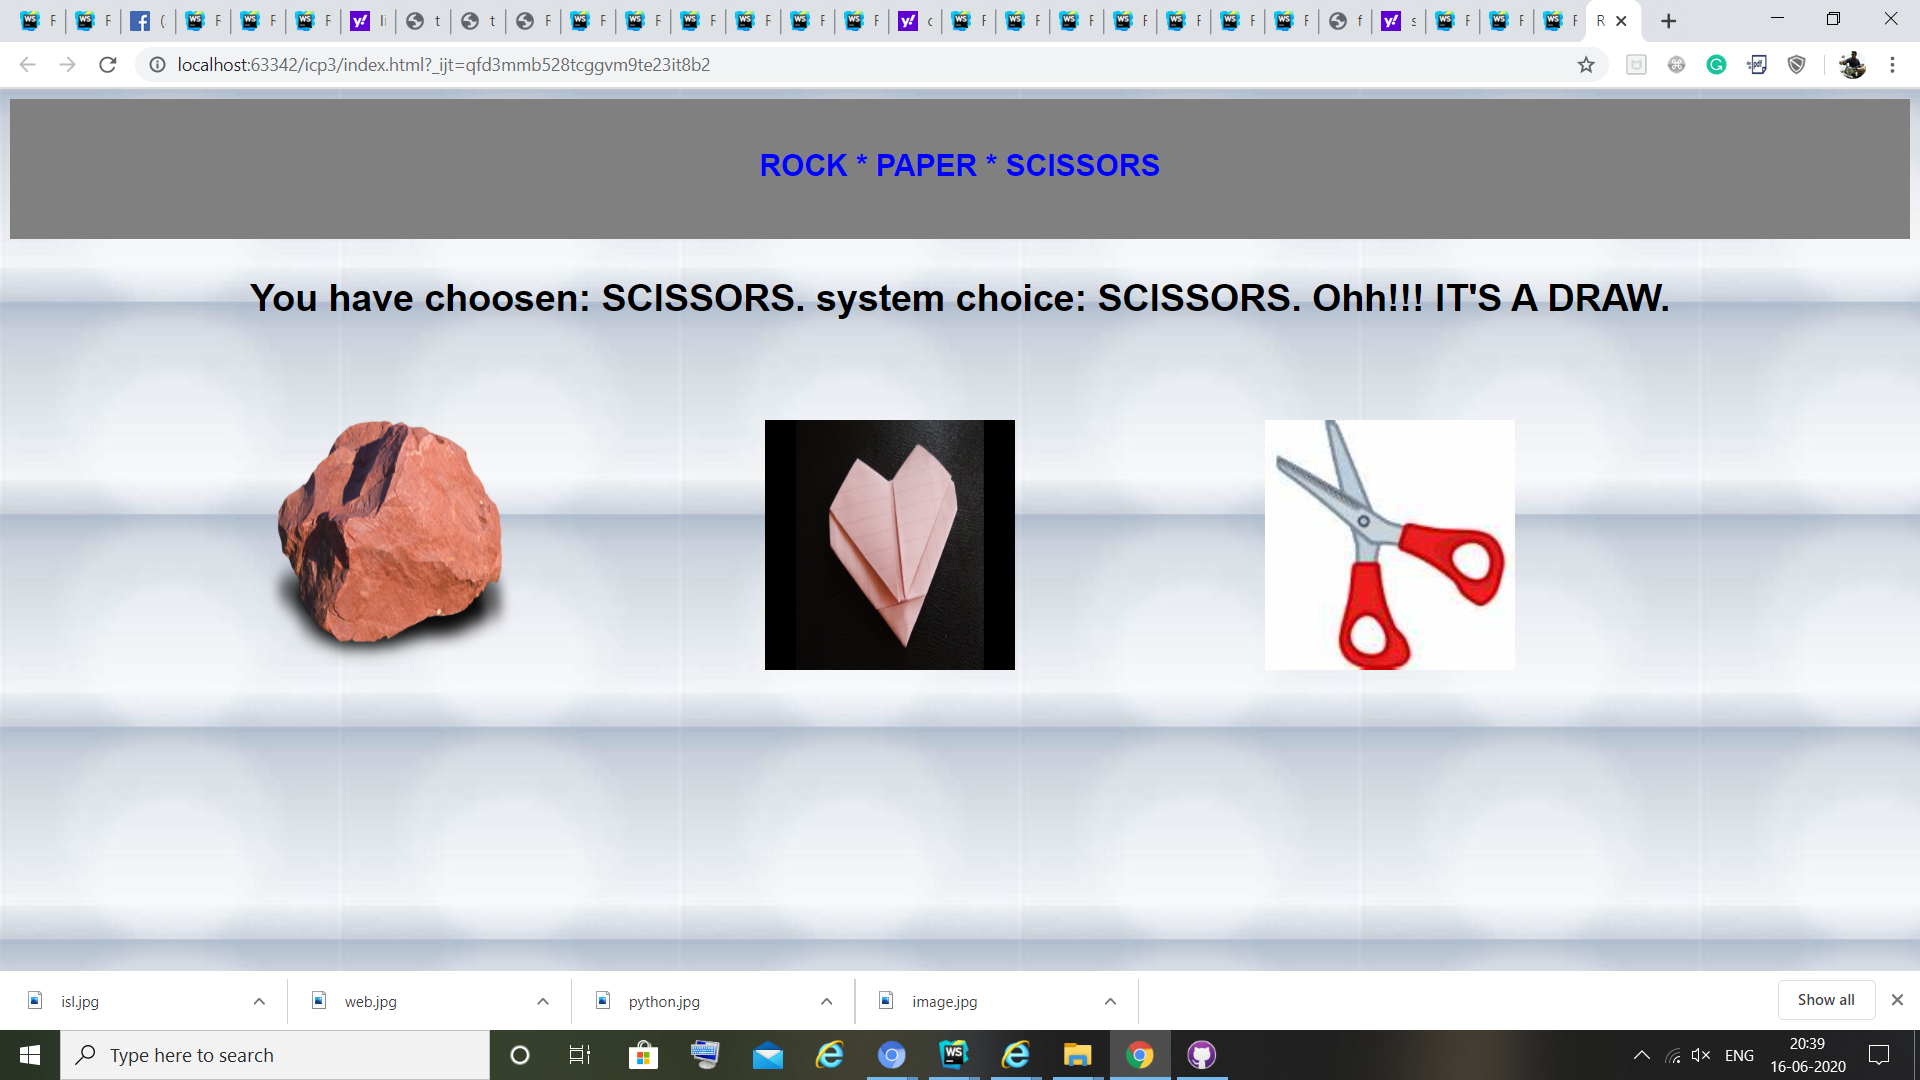 localhost:63342/icp3/index.html?_ijt=qfd3mmb528tcggvm9te23it8b2
ROCK * PAPER * SCISSORS
You have choosen: SCISSORS. system choice: SCISSORS. Ohh!!! IT'S A DRAW.
isl.jpg
web.jpg
python.jpg
image.jpg
Show all
Type here to search
ENG
20:39
16-06-2020